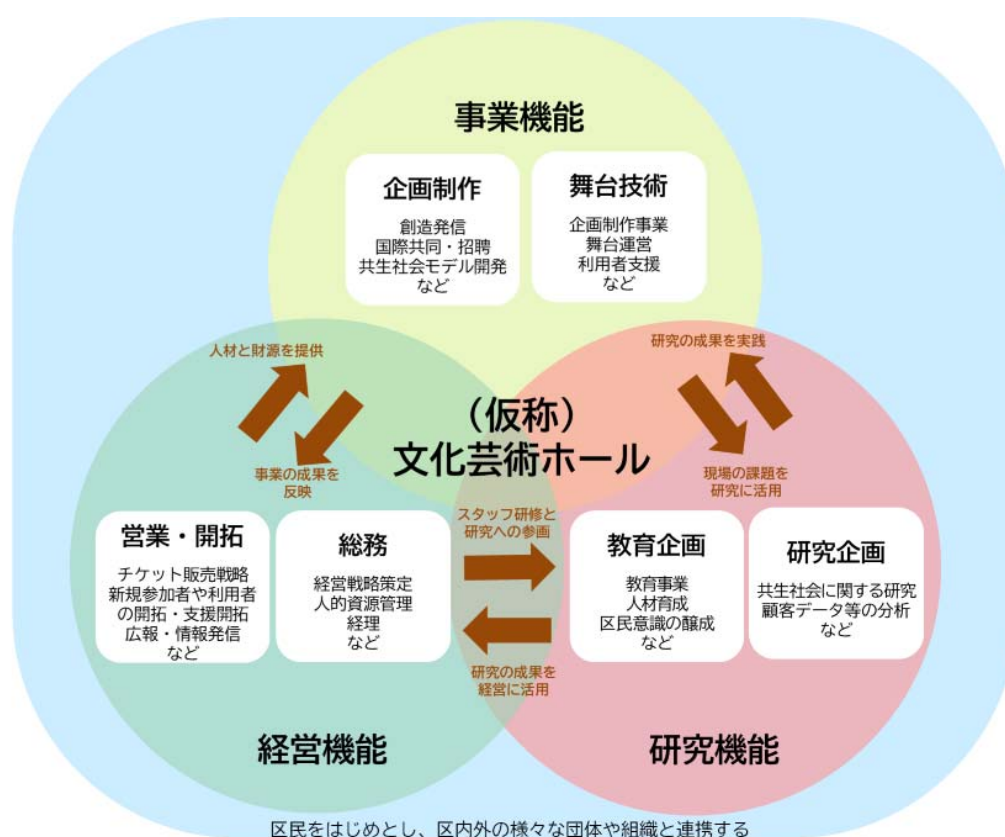 事業機能
企画制作
創造発信
国際共同・招聘
共生社会モデル開発
など
舞台技術
企画制作事業
舞台運営
利用者支援
など
人材と財源を提供
研究の成果を実践
（仮称）
文化芸術ホール
事業の成果を
反映
現場の課題を
研究に活用
営業・開拓
チケット販売戦略
新規参加者や利用者
の開拓・支援開拓
広報・情報発信
など
総務
経営戦略策定
人的資源管理
経理
など
スタッフ研修と
研究への参画
研究の成果を
経営に活用
教育企画
教育事業
人材育成
区民意識の醸成
など
研究企画
共生社会に関する研究
顧客データ等の分析
など
経営機能
研究機能
区民をはじめとし、区内外の様々な団体や組織と連携する